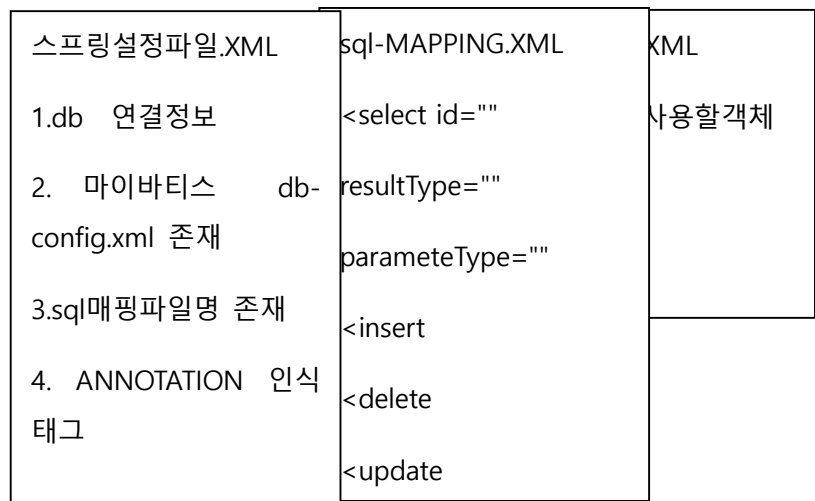 스프링설정파일.XML
1.db 연결정보
2. 마이바티스 db-
config.xml 존재
3.sql매핑파일명 존재
4. ANNOTATION 인식
태그
sql-MAPPING.XML
<select id=""
resultType=""
parameteType=""
<insert
<delete
<update
XML
사용할객체